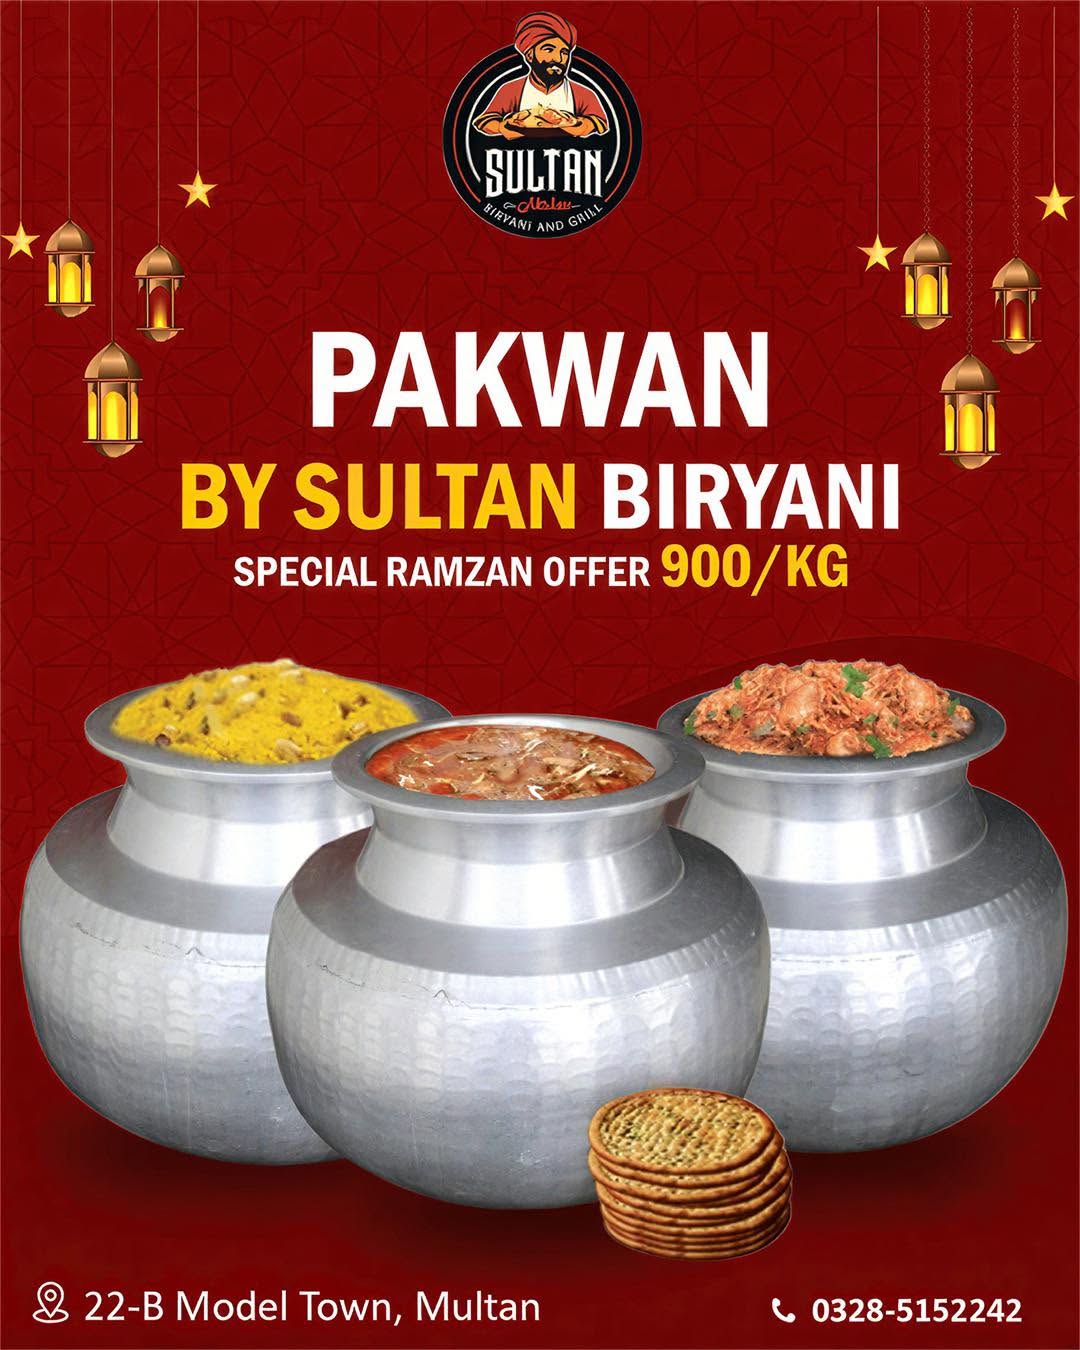 SULTAN
BIRYANI AND GRILL
PAKWAN
BY SULTAN BIRYANI
SPECIAL RAMZAN OFFER 900/KG
22-B Model Town, Multan
0328-5152242